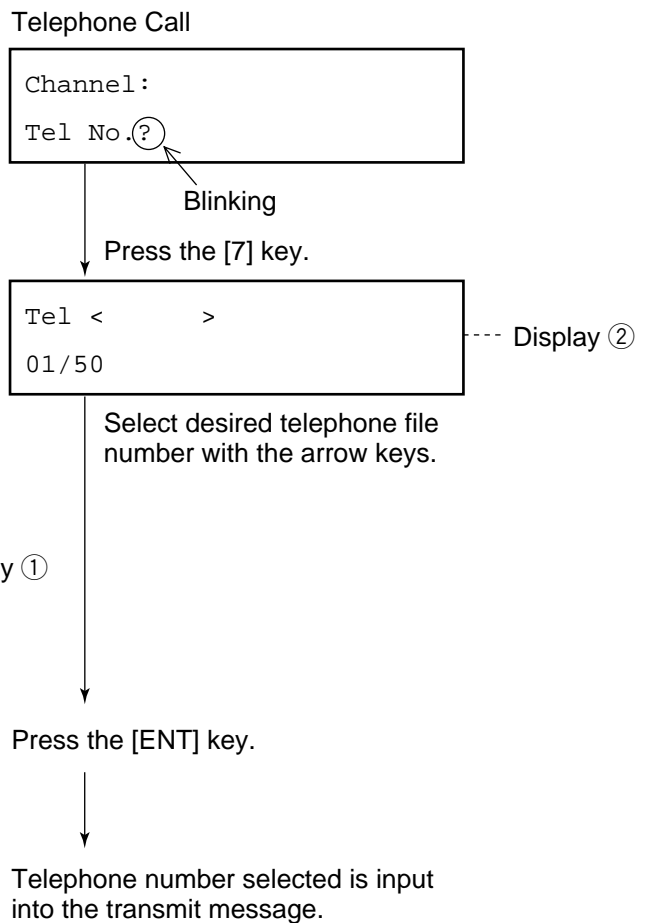 Telephone Call
Channel:
Tel No.?
Blinking
Press the [7] key.
Tel <      >
01/50
Display ②
Select desired telephone file
number with the arrow keys.
y ①
Press the [ENT] key.
Telephone number selected is input
into the transmit message.